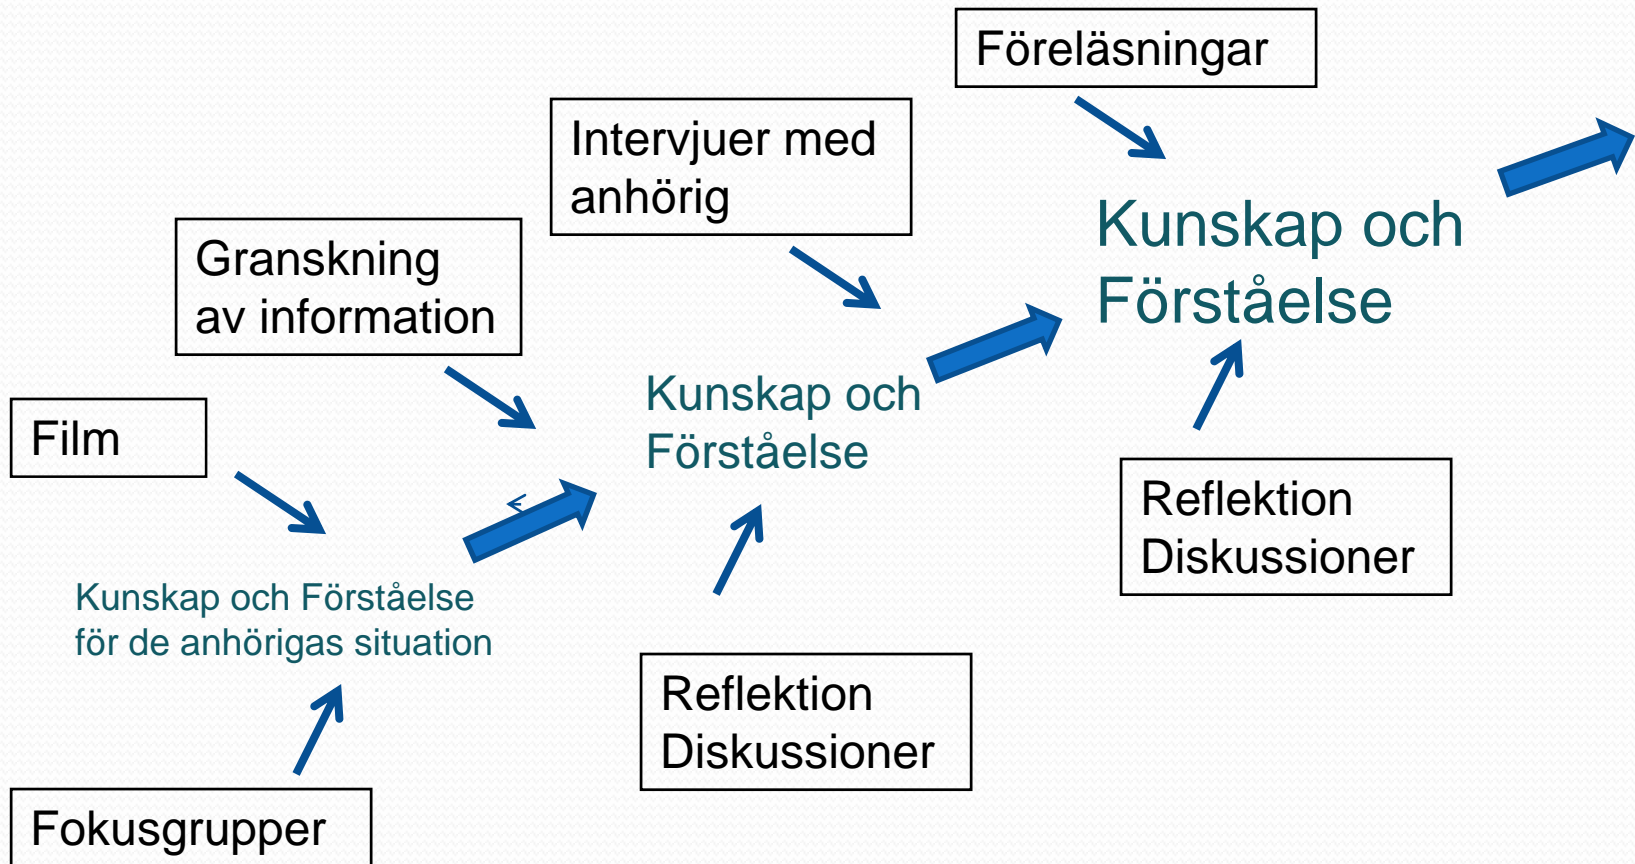 Föreläsningar
Intervjuer med
anhörig
Kunskap och
Förståelse
Granskning
av information
Kunskap och
Förståelse
Film
Reflektion
Diskussioner
Kunskap och Förståelse
för de anhörigas situation
Reflektion
Diskussioner
Fokusgrupper